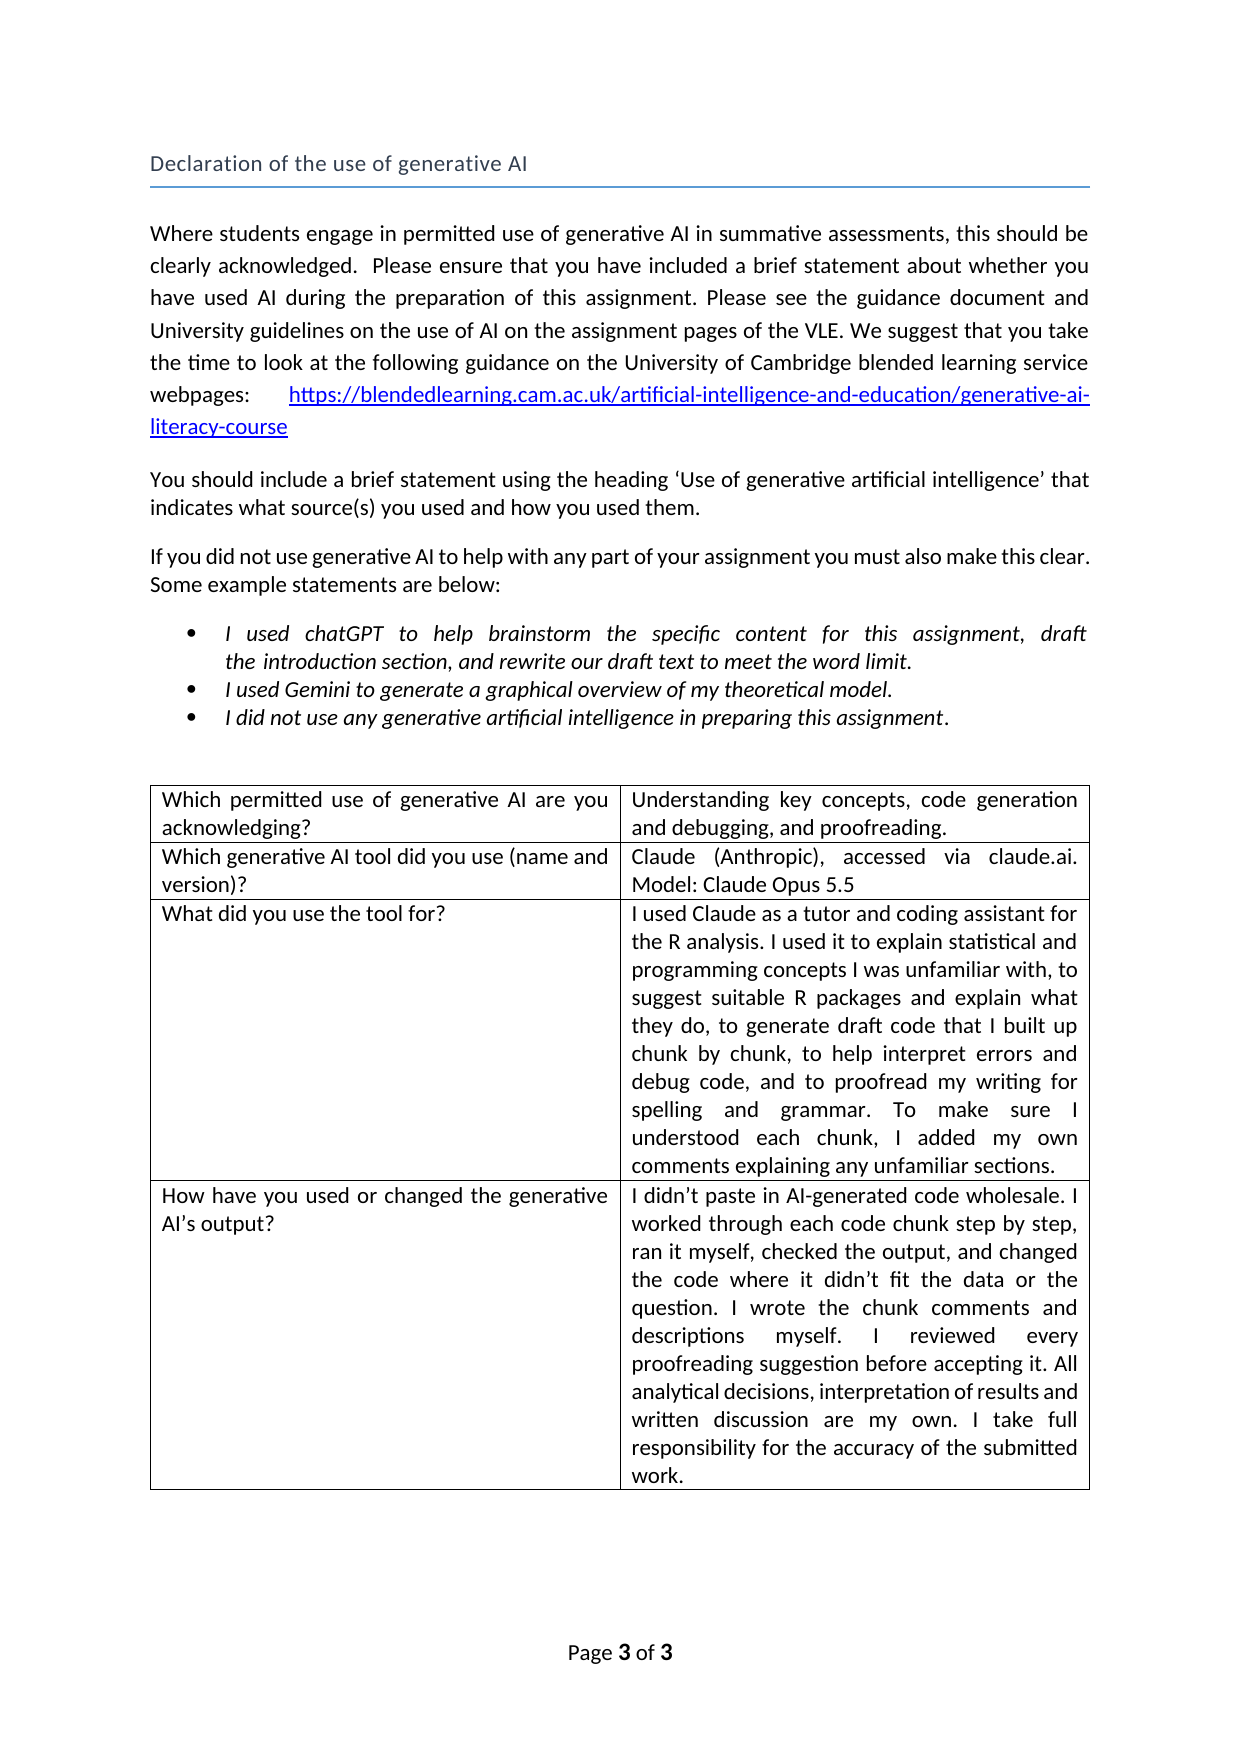 Declaration of the use of generative AI
Where students engage in permitted use of generative AI in summative assessments, this should be
clearly acknowledged.  Please ensure that you have included a brief statement about whether you
have used AI during the preparation of this assignment. Please see the guidance document and
University guidelines on the use of AI on the assignment pages of the VLE. We suggest that you take
the time to look at the following guidance on the University of Cambridge blended learning service
webpages: https://blendedlearning.cam.ac.uk/artificial-intelligence-and-education/generative-ai-
literacy-course
You should include a brief statement using the heading ‘Use of generative artificial intelligence’ that
indicates what source(s) you used and how you used them.
If you did not use generative AI to help with any part of your assignment you must also make this clear.
Some example statements are below:
• I used chatGPT to help brainstorm the specific content for this assignment, draft
the introduction section, and rewrite our draft text to meet the word limit.
• I used Gemini to generate a graphical overview of my theoretical model.
• I did not use any generative artificial intelligence in preparing this assignment.
Which permitted use of generative AI are you
acknowledging?
Understanding key concepts, code generation
and debugging, and proofreading.
Which generative AI tool did you use (name and
version)?
Claude (Anthropic), accessed via claude.ai.
Model: Claude Opus 5.5
What did you use the tool for?
I used Claude as a tutor and coding assistant for
the R analysis. I used it to explain statistical and
programming concepts I was unfamiliar with, to
suggest suitable R packages and explain what
they do, to generate draft code that I built up
chunk by chunk, to help interpret errors and
debug code, and to proofread my writing for
spelling and grammar. To make sure I
understood each chunk, I added my own
comments explaining any unfamiliar sections.
How have you used or changed the generative
AI’s output?
I didn’t paste in AI-generated code wholesale. I
worked through each code chunk step by step,
ran it myself, checked the output, and changed
the code where it didn’t fit the data or the
question. I wrote the chunk comments and
descriptions myself. I reviewed every
proofreading suggestion before accepting it. All
analytical decisions, interpretation of results and
written discussion are my own. I take full
responsibility for the accuracy of the submitted
work.
Page 3 of 3